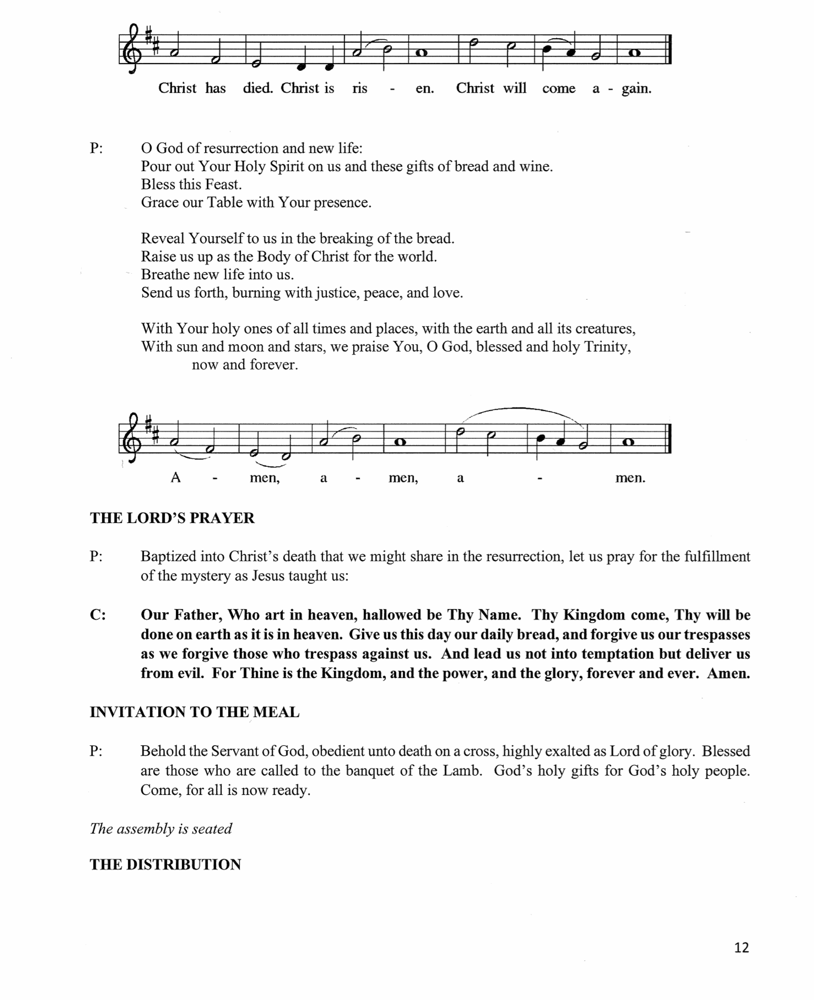 Christ has died. Christ is ris - en. Christ will come a - gain.
P: O God of resurrection and new life:
Pour out Your Holy Spirit on us and these gifts of bread and wine.
Bless this Feast.
Grace our Table with Your presence.
Reveal Yourself to us in the breaking of the bread.
Raise us up as the Body of Christ for the world.
Breathe new life into us.
Send us forth, burning with justice, peace, and love.
With Your holy ones of all times and places, with the earth and all its creatures,
With sun and moon and stars, we praise You, O God, blessed and holy Trinity,
now and forever.
A - men, a - men, a - men.
THE LORD'S PRAYER
P: Baptized into Christ's death that we might share in the resurrection, let us pray for the fulfillment
of the mystery as Jesus taught us:
C: Our Father, Who art in heaven, hallowed be Thy Name. Thy Kingdom come, Thy will be
done on earth as it is in heaven. Give us this day our daily bread, and forgive us our trespasses
as we forgive those who trespass against us. And lead us not into temptation but deliver us
from evil. For Thine is the Kingdom, and the power, and the glory, forever and ever. Amen.
INVITATION TO THE MEAL
P: Behold the Servant of God, obedient unto death on a cross, highly exalted as Lord of glory. Blessed
are those who are called to the banquet of the Lamb. God's holy gifts for God's holy people.
Come, for all is now ready.
The assembly is seated
THE DISTRIBUTION
12